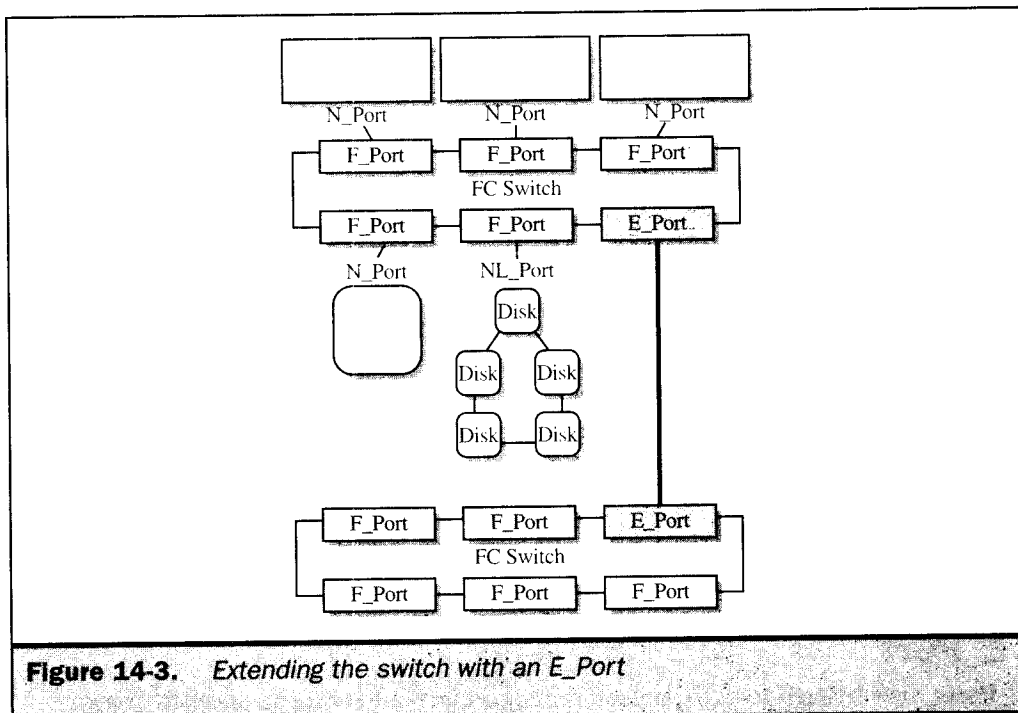 N_Port N_Port N_Port
F_Port F_Port F_Port
FC Switch
F_Port F_Port E_Port
N_Port NL_Port
Disk
Disk Disk
Disk Disk
F_Port F_Port E_Port
FC Switch
F_Port F_Port F_Port
Figure 14-3. Extending the switch with an E_Port